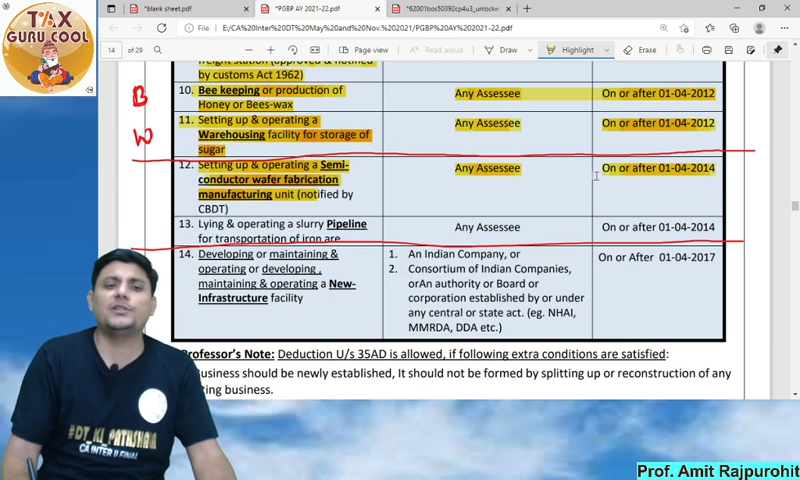 TAX
GURU COOL
*blank sheet.pdf
*PGBP AY 2021-22.pdf
*62001bos50392cp4u3_unlocked
E:/CA%20Inter%20DT%20May%20and%20Nov.%202021/PGBP%20AY%202021-22.pdf
14 of 29
Page view
Read aloud
Draw
Highlight
Erase
freight station (approved & notified
by customs Act 1962)
10. Bee keeping or production of
Honey or Bees-wax
Any Assessee
On or after 01-04-2012
B
11. Setting up & operating a
Warehousing facility for storage of
sugar
Any Assessee
On or after 01-04-2012
W
12. Setting up & operating a Semi-
conductor wafer fabrication
manufacturing unit (notified by
CBDT)
Any Assessee
On or after 01-04-2014
13. Lying & operating a slurry Pipeline
for transportation of iron are
Any Assessee
On or after 01-04-2014
14. Developing or maintaining &
operating or developing ,
maintaining & operating a New-
Infrastructure facility
1. An Indian Company, or
2. Consortium of Indian Companies,
orAn authority or Board or
corporation established by or under
any central or state act. (eg. NHAI,
MMRDA, DDA etc.)
On or After 01-04-2017
Professor's Note: Deduction U/s 35AD is allowed, if following extra conditions are satisfied:
Business should be newly established, It should not be formed by splitting up or reconstruction of any
ting business.
#DT_KI_PATHSHALA
CA INTER II FINAL
Prof. Amit Rajpurohit